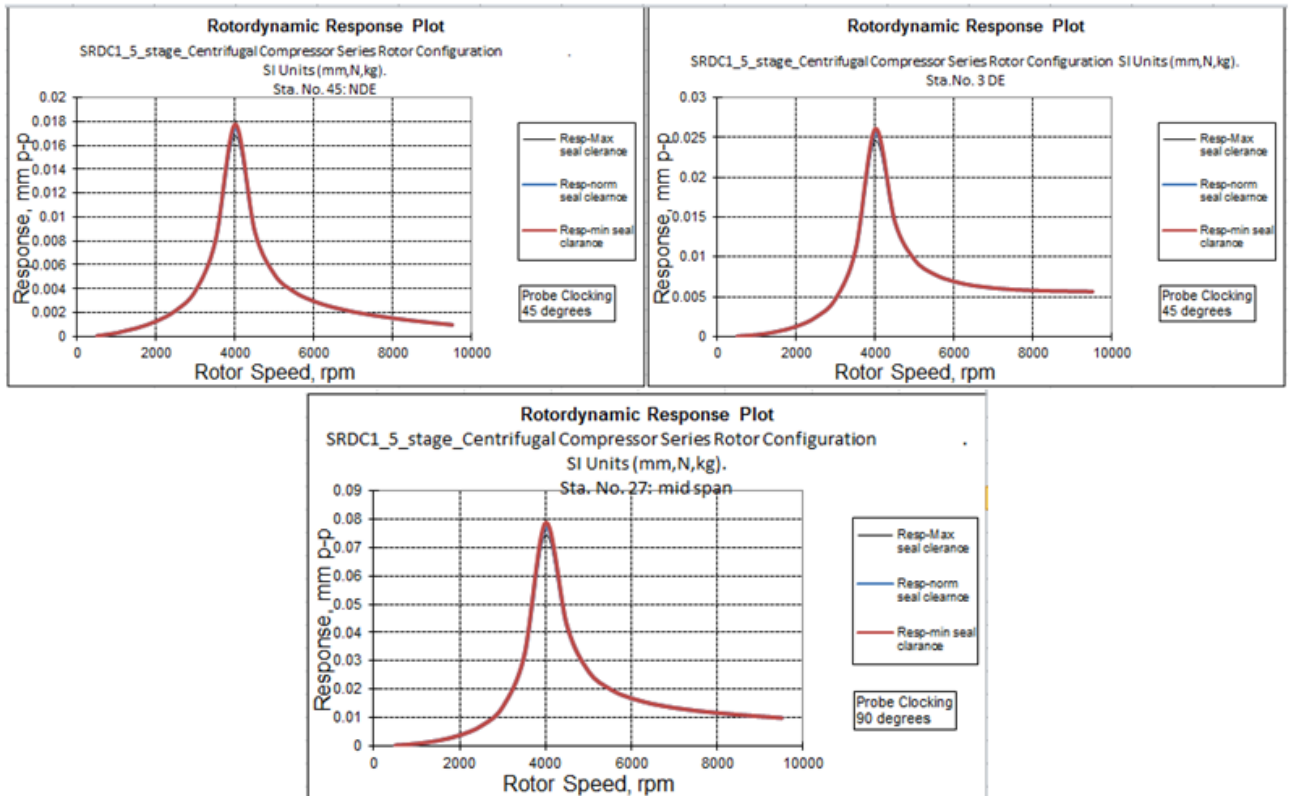 Rotordynamic Response Plot
SRDC1_5_stage_Centrifugal Compressor Series Rotor Configuration .
SI Units (mm,N,kg).
Sta. No. 45: NDE
Response, mm p-p
0.02
0.018
0.016
0.014
0.012
0.01
0.008
0.006
0.004
0.002
0
0 2000 4000 6000 8000 10000
Rotor Speed, rpm
Resp-Max
seal clerance
Resp-norm
seal clearnce
Resp-min seal
clarance
Probe Clocking
45 degrees
Rotordynamic Response Plot
SRDC1_5_stage_Centrifugal Compressor Series Rotor Configuration SI Units (mm,N,kg).
Sta.No. 3 DE
Response, mm p-p
0.03
0.025
0.02
0.015
0.01
0.005
0
0 2000 4000 6000 8000 10000
Rotor Speed, rpm
Resp-Max
seal clerance
Resp-norm
seal clearnce
Resp-min seal
clarance
Probe Clocking
45 degrees
Rotordynamic Response Plot
SRDC1_5_stage_Centrifugal Compressor Series Rotor Configuration .
SI Units (mm,N,kg).
Sta. No. 27: mid span
Response, mm p-p
0.09
0.08
0.07
0.06
0.05
0.04
0.03
0.02
0.01
0
0 2000 4000 6000 8000 10000
Rotor Speed, rpm
Resp-Max
seal clerance
Resp-norm
seal clearnce
Resp-min seal
clarance
Probe Clocking
90 degrees